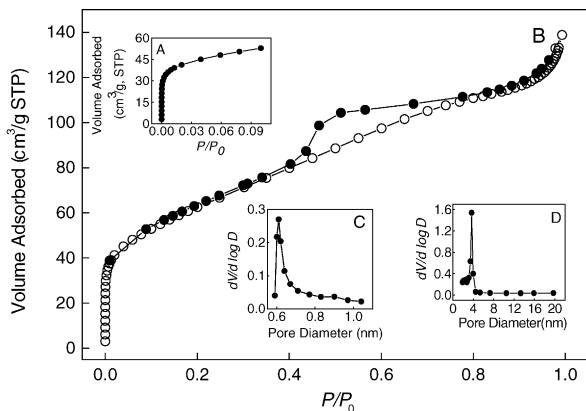 A
Volume Adsorbed
(cm³/g, STP)
60
45
30
15
0
0.00 0.03 0.06 0.09
P/P₀
B
Volume Adsorbed (cm³/g STP)
140
120
100
80
60
40
20
0
C
dV/d log D
0.3
0.2
0.1
0.0
0.6 0.8 1.0
Pore Diameter (nm)
D
dV/d log D
1.6
1.2
0.8
0.4
0.0
0 4 8 12 16 20
Pore Diameter(nm)
0.0 0.2 0.4 0.6 0.8 1.0
P/P₀